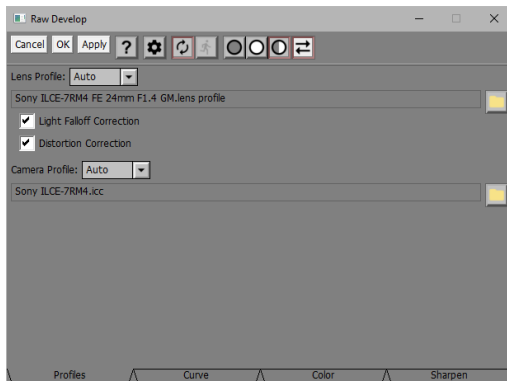 Raw Develop
Cancel OK Apply ?
Lens Profile: Auto
Sony ILCE-7RM4 FE 24mm F1.4 GM.lens profile
Light Falloff Correction
Distortion Correction
Camera Profile: Auto
Sony ILCE-7RM4.icc
Profiles Curve Color Sharpen